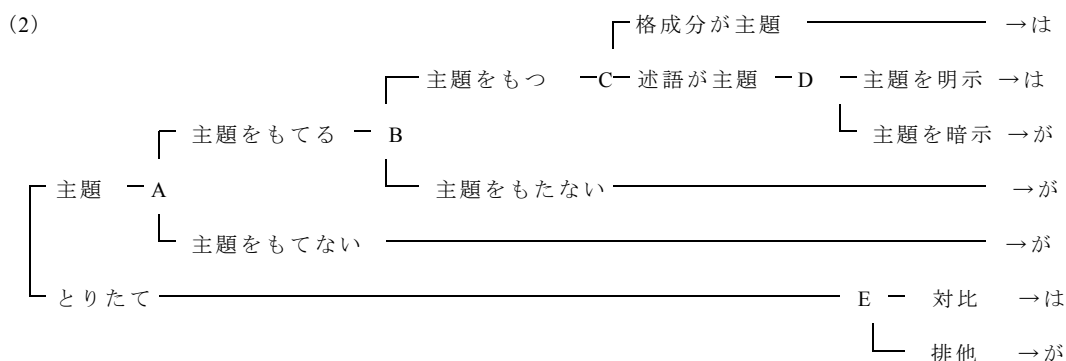 (2)
格成分が主題 →は
主題をもつ C 述語が主題 D 主題を明示 →は
主題をもてる B 主題を暗示 →が
主題 A 主題をもたない →が
主題をもてない →が
とりたて E 対比 →は
排他 →が